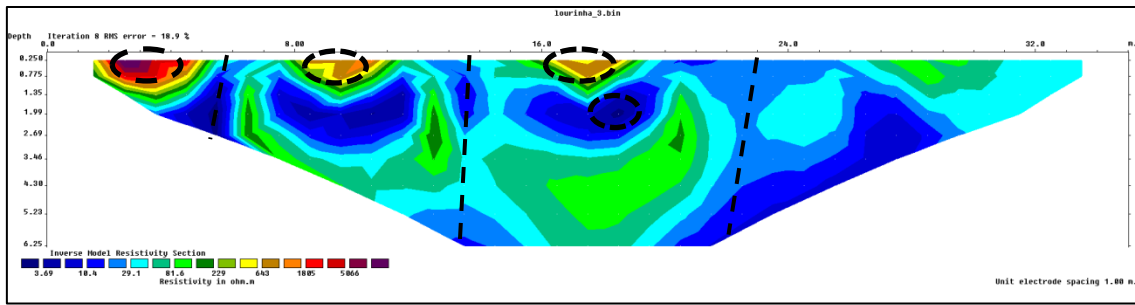 lourinha_3.bin
Depth Iteration 8 RMS error = 18.9 %
0.0 8.00 16.0 24.0 32.0 m.
0.250
0.775
1.35
1.99
2.69
3.46
4.30
5.23
6.25
Inverse Model Resistivity Section
3.69 10.4 29.1 81.6 229 643 1805 5066
Resistivity in ohm.m
Unit electrode spacing 1.00 m.